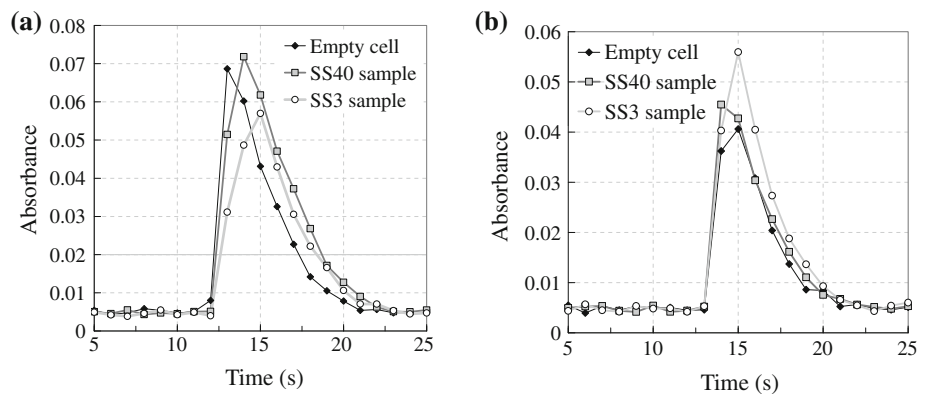 (a)
0.08
0.07
0.06
0.05
0.04
0.03
0.02
0.01
0
Absorbance
Empty cell
SS40 sample
SS3 sample
5 10 15 20 25
Time (s)
(b)
0.06
0.05
0.04
0.03
0.02
0.01
0
Absorbance
Empty cell
SS40 sample
SS3 sample
5 10 15 20 25
Time (s)